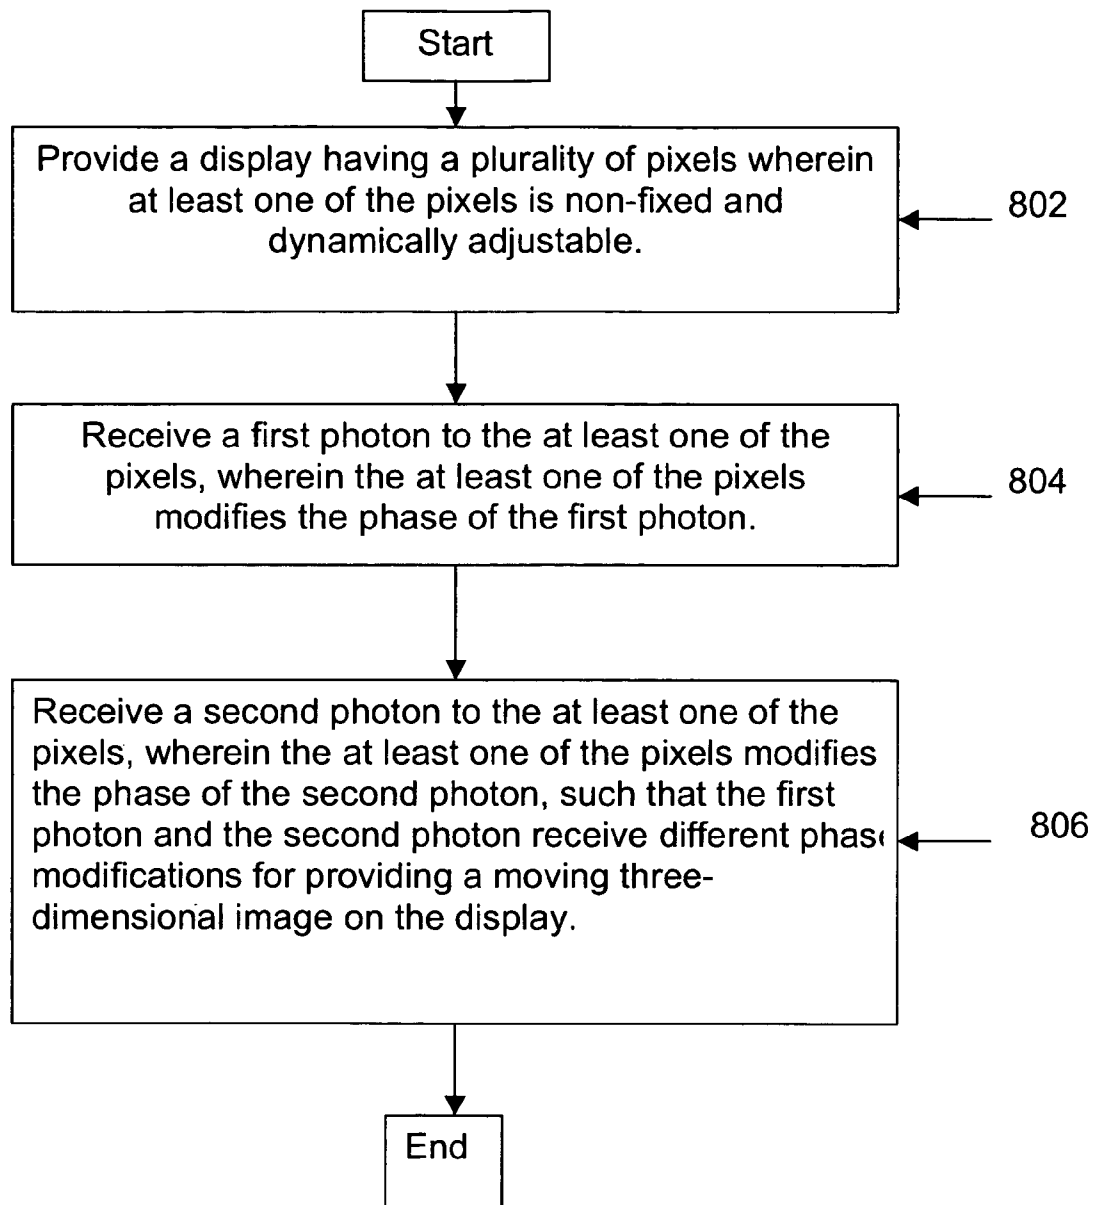 Start
Provide a display having a plurality of pixels wherein
at least one of the pixels is non-fixed and
dynamically adjustable.
802
Receive a first photon to the at least one of the
pixels, wherein the at least one of the pixels
modifies the phase of the first photon.
804
Receive a second photon to the at least one of the
pixels, wherein the at least one of the pixels modifies
the phase of the second photon, such that the first
photon and the second photon receive different phase
modifications for providing a moving three-
dimensional image on the display.
806
End